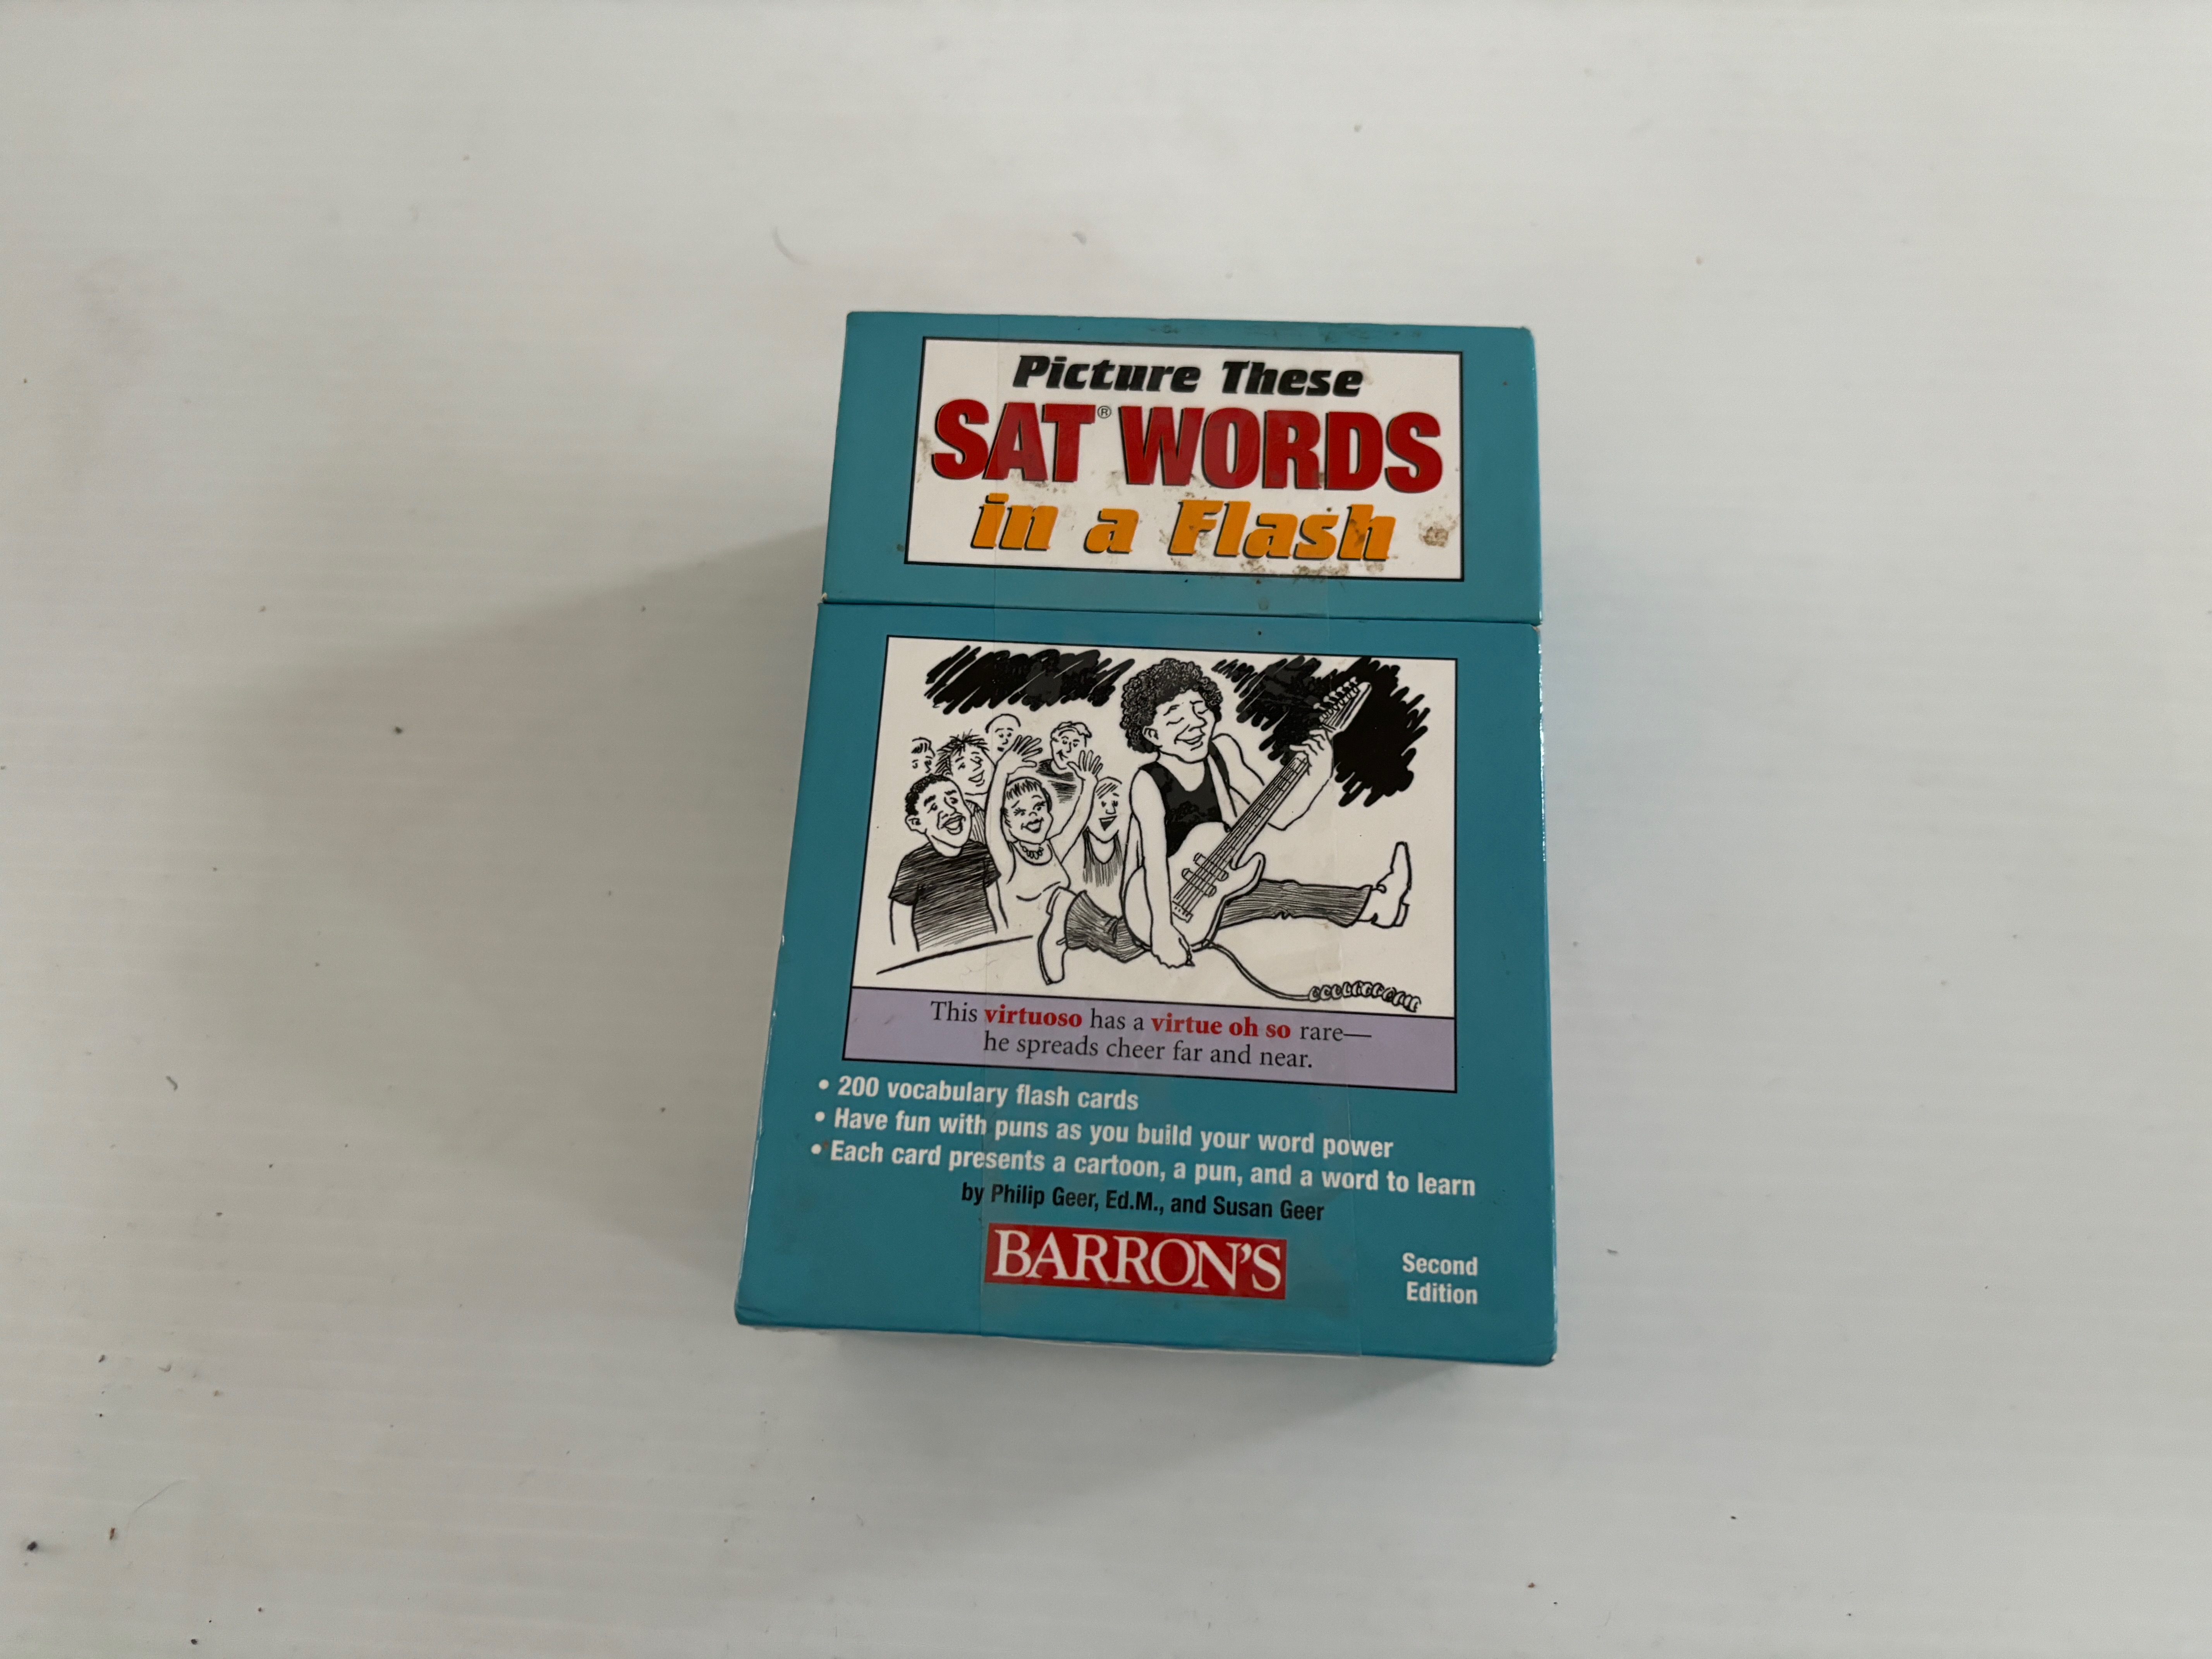 Picture These
SAT® WORDS
in a Flash
This virtuoso has a virtue oh so rare—
he spreads cheer far and near.
• 200 vocabulary flash cards
• Have fun with puns as you build your word power
• Each card presents a cartoon, a pun, and a word to learn
by Philip Geer, Ed.M., and Susan Geer
BARRON'S
Second
Edition